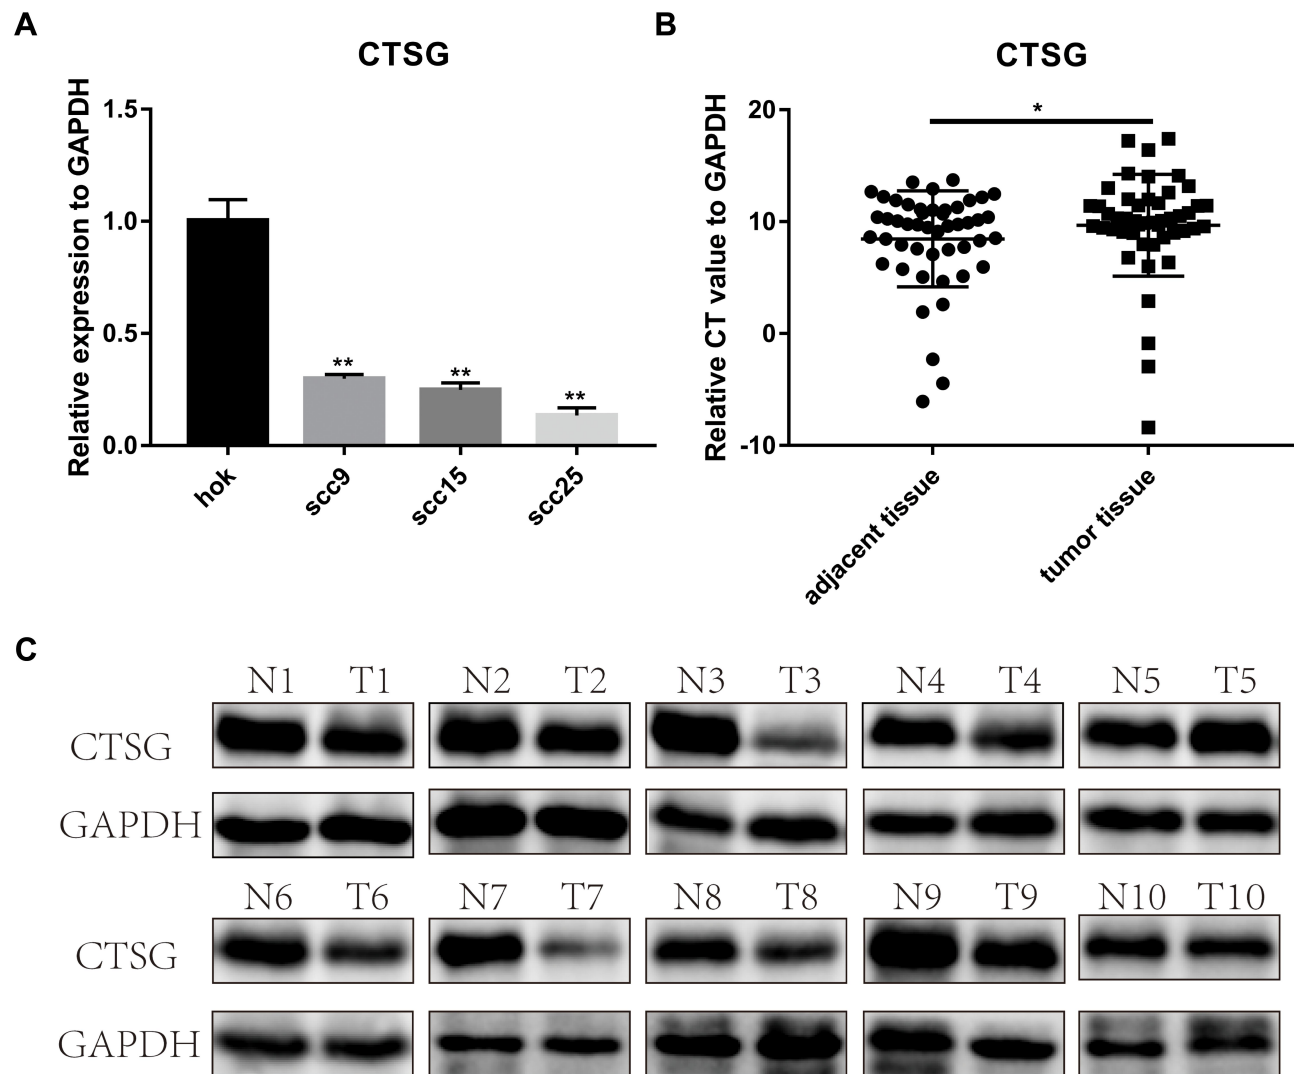 A
CTSG
Relative expression to GAPDH
1.5
1.0
0.5
0.0
**
**
**
hok
scc9
scc15
scc25
B
CTSG
Relative CT value to GAPDH
20
10
0
-10
*
adjacent tissue
tumor tissue
C
N1 T1 N2 T2 N3 T3 N4 T4 N5 T5
CTSG
GAPDH
N6 T6 N7 T7 N8 T8 N9 T9 N10 T10
CTSG
GAPDH